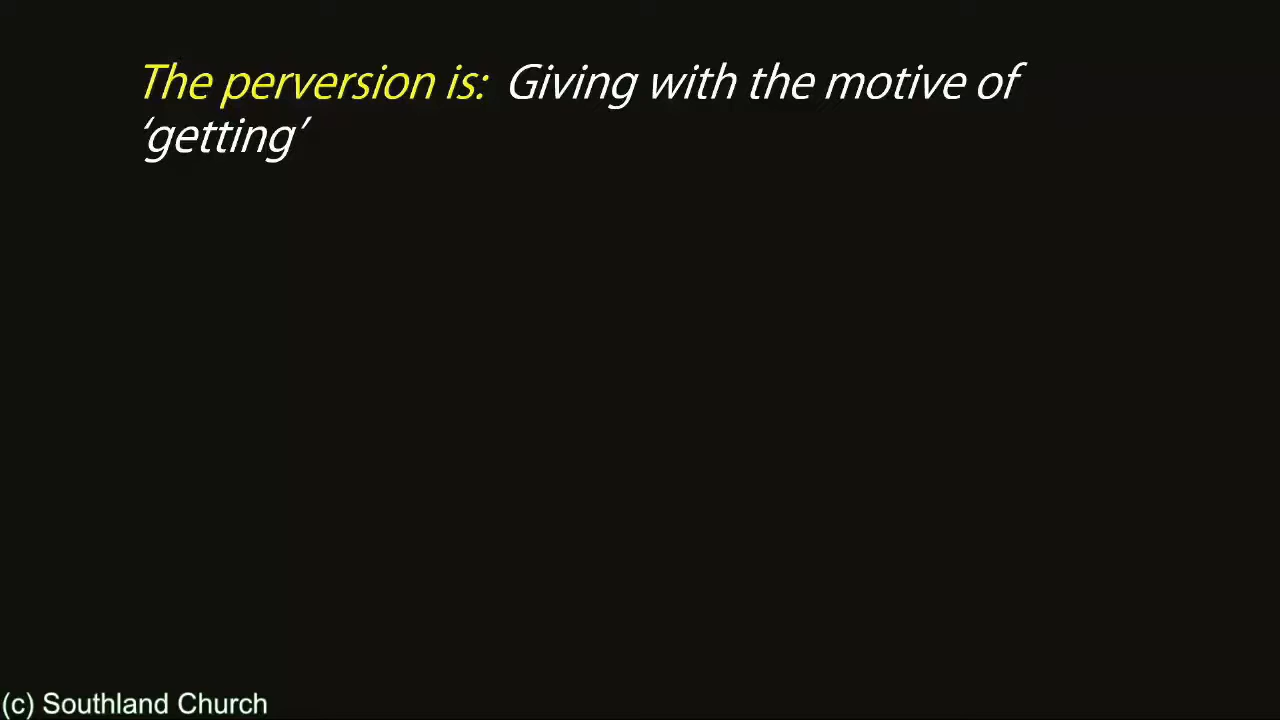 The perversion is: Giving with the motive of
‘getting’
(c) Southland Church